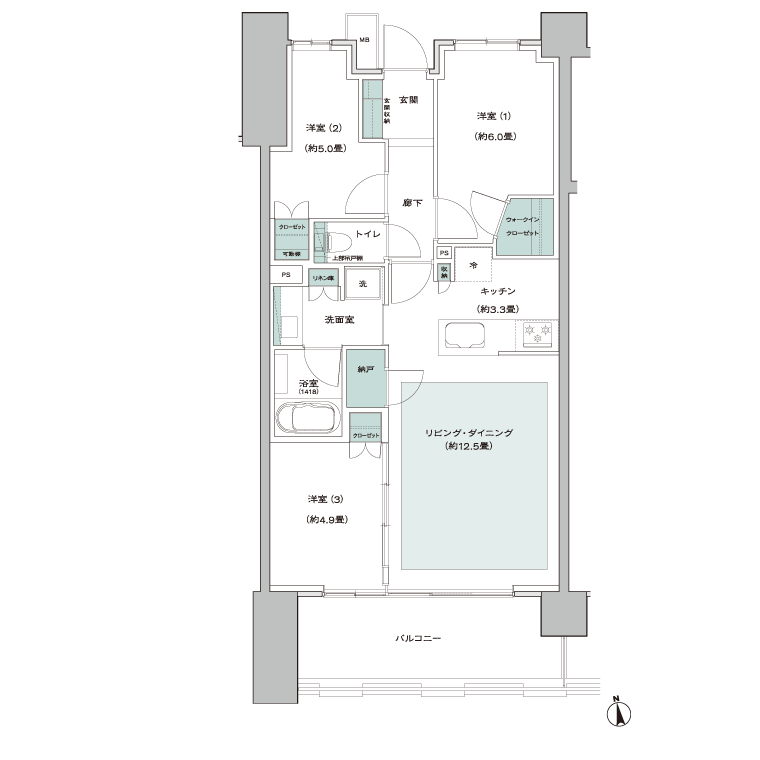 MB
玄関
玄関収納
洋室(1)
(約6.0畳)
洋室(2)
(約5.0畳)
廊下
ウォークイン
クローゼット
クローゼット
可動棚
トイレ
上部吊戸棚
PS
収納
冷
PS
リネン庫
洗
キッチン
(約3.3畳)
洗面室
納戸
浴室
(1418)
クローゼット
リビング・ダイニング
(約12.5畳)
洋室(3)
(約4.9畳)
バルコニー
N